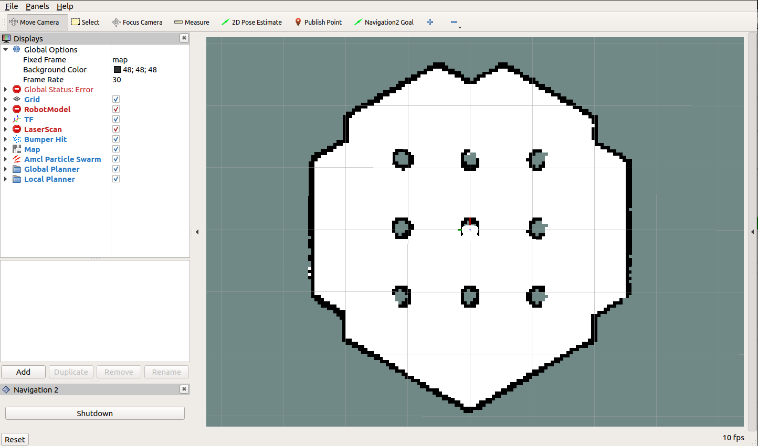 File Panels Help
Move Camera Select Focus Camera Measure 2D Pose Estimate Publish Point Navigation2 Goal
Displays
Global Options
Fixed Frame map
Background Color 48; 48; 48
Frame Rate 30
Global Status: Error
Grid
RobotModel
TF
LaserScan
Bumper Hit
Map
Amcl Particle Swarm
Global Planner
Local Planner
Add Duplicate Remove Rename
Navigation 2
Shutdown
Reset 10 fps